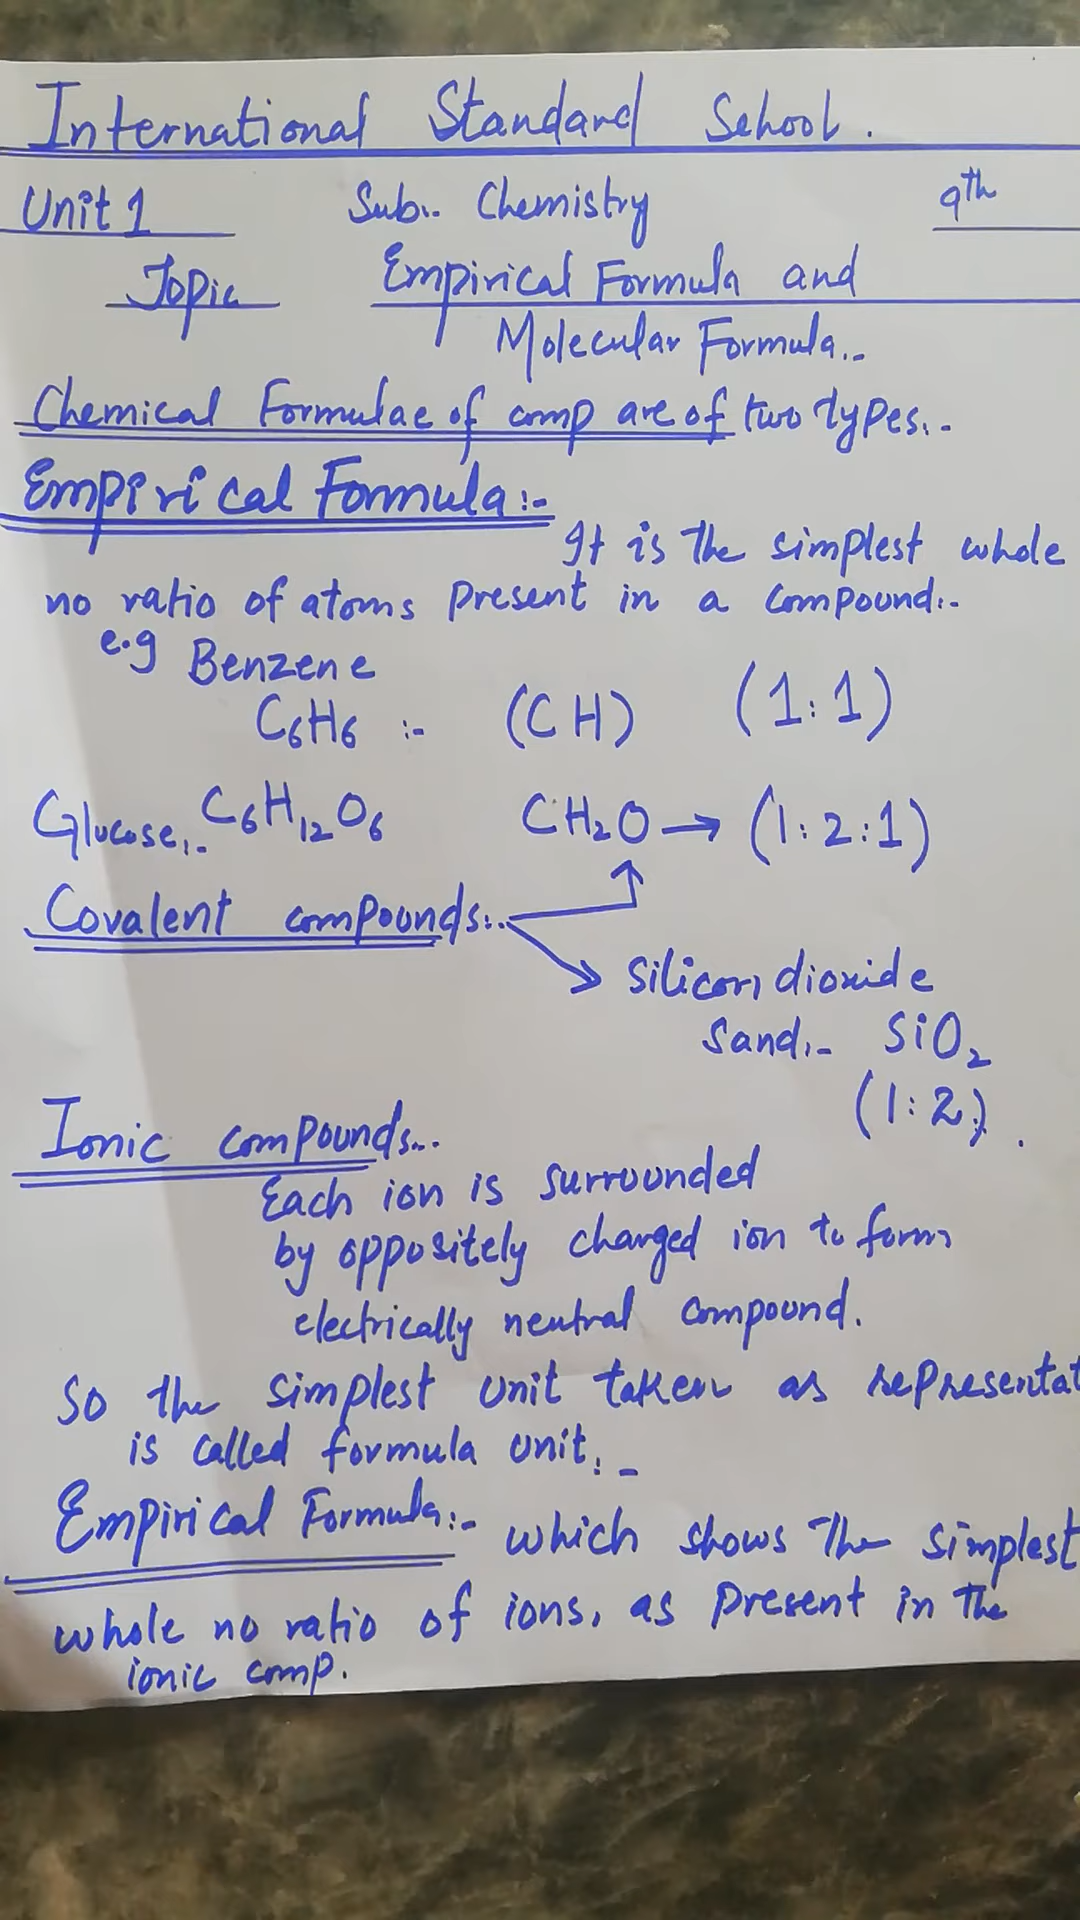 International Standard School.
Unit 1 Sub:- Chemistry 9th
Topic Empirical Formula and
Molecular Formula:-
Chemical Formulae of comp are of two types:-
Empirical Formula:-
It is the simplest whole
no ratio of atoms present in a compound:-
e.g Benzene
C₆H₆ :- (CH) (1:1)
Glucose:- C₆H₁₂O₆ CH₂O → (1:2:1)
Covalent compounds:-
Silicon dioxide
Sand:- SiO₂
(1:2).
Ionic compounds:-
Each ion is surrounded
by oppositely charged ion to form
electrically neutral compound.
So the simplest unit taken as representat
is called formula unit:-
Empirical Formula:- which shows the simplest
whole no ratio of ions, as present in the
ionic comp.